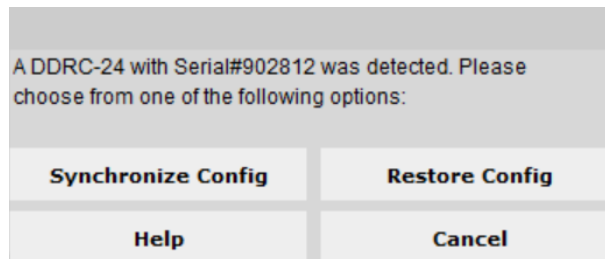 A DDRC-24 with Serial#902812 was detected. Please
choose from one of the following options:
Synchronize Config
Restore Config
Help
Cancel